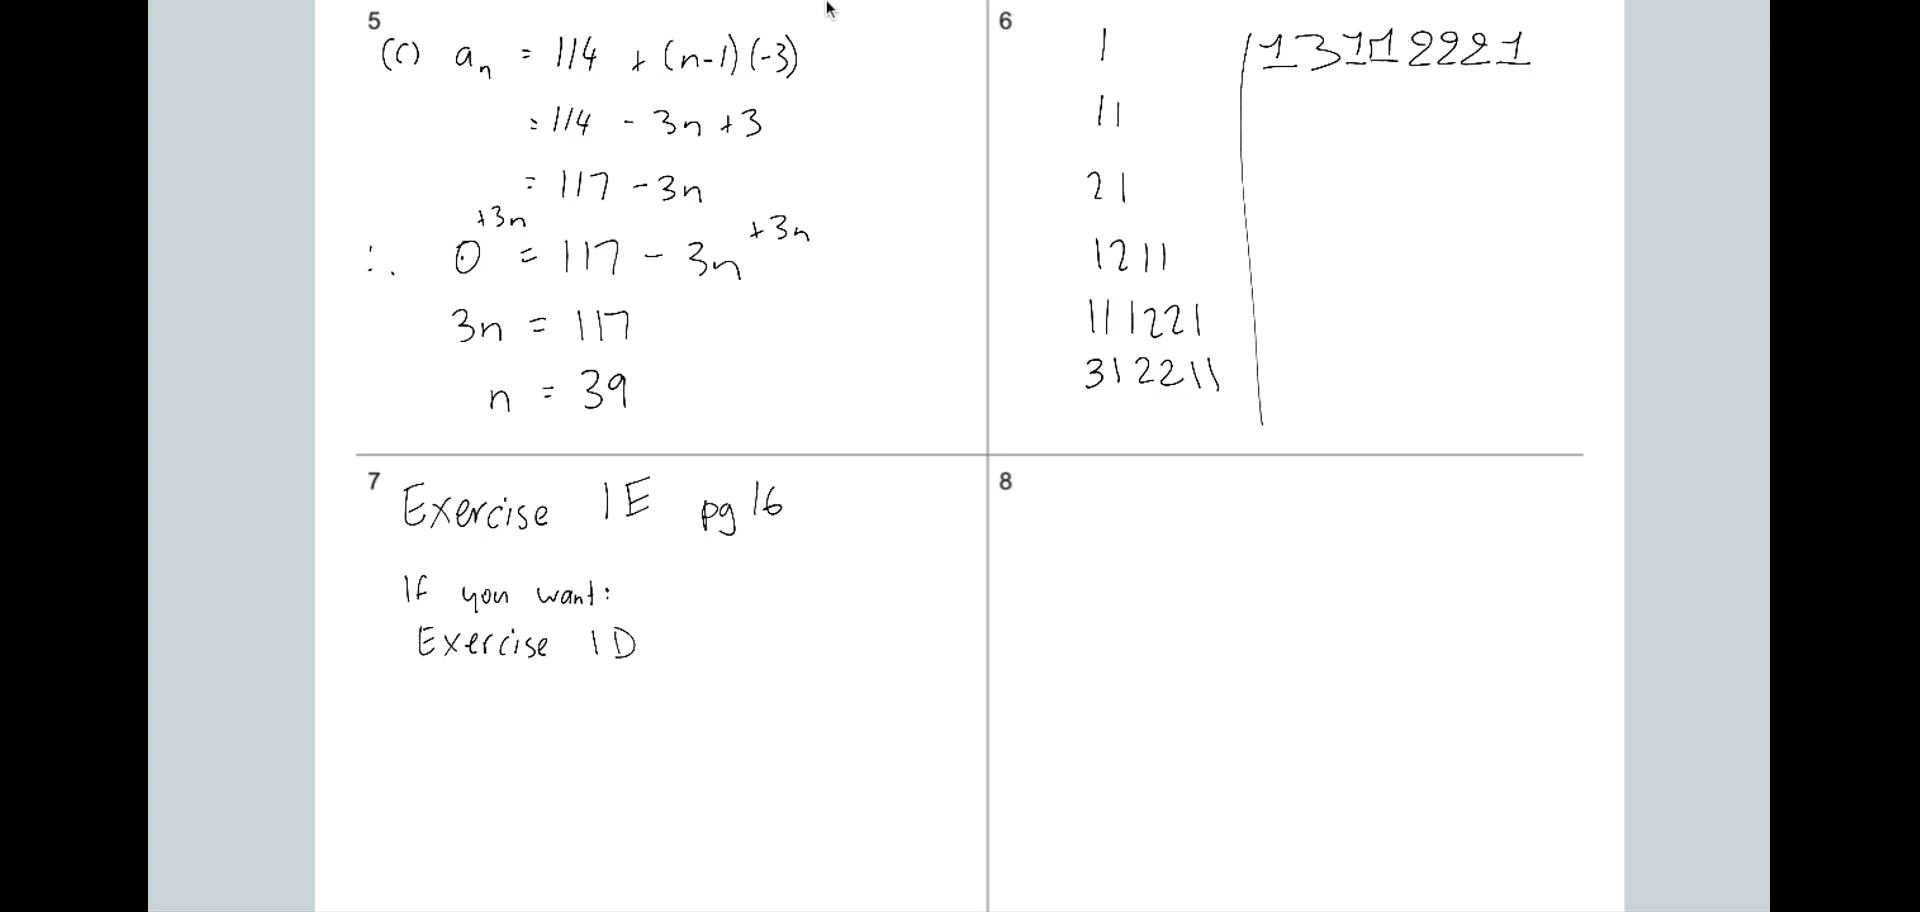 5
(c) aₙ = 114 + (n-1)(-3)
= 114 - 3n + 3
= 117 - 3n
+3n +3n
∴ 0 = 117 - 3n
3n = 117
n = 39
6
1
11
21
1211
111221
312211
13112221
7
Exercise 1E pg 16
If you want:
Exercise 1D
8